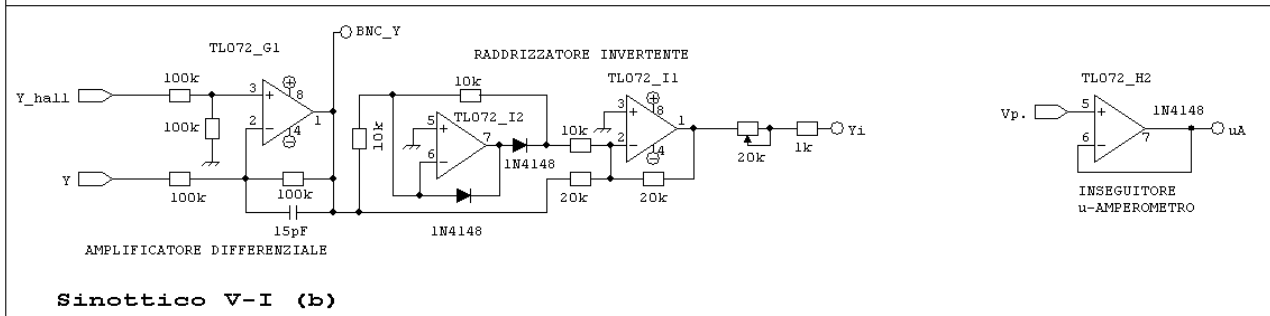 BNC_Y
TL072_G1
RADDRIZZATORE INVERTENTE
100k
10k
TL072_I1
TL072_H2
Y_hall
3
+
8
TL072_I2
3
+
8
1N4148
100k
1
5
+
10k
1
Vp.
5
+
2
-
4
10k
7
2
-
4
Yi
7
uA
6
-
1N4148
20k
1k
6
-
Y
100k
100k
20k
20k
INSEGUITORE
u-AMPEROMETRO
15pF
1N4148
AMPLIFICATORE DIFFERENZIALE
Sinottico V-I (b)